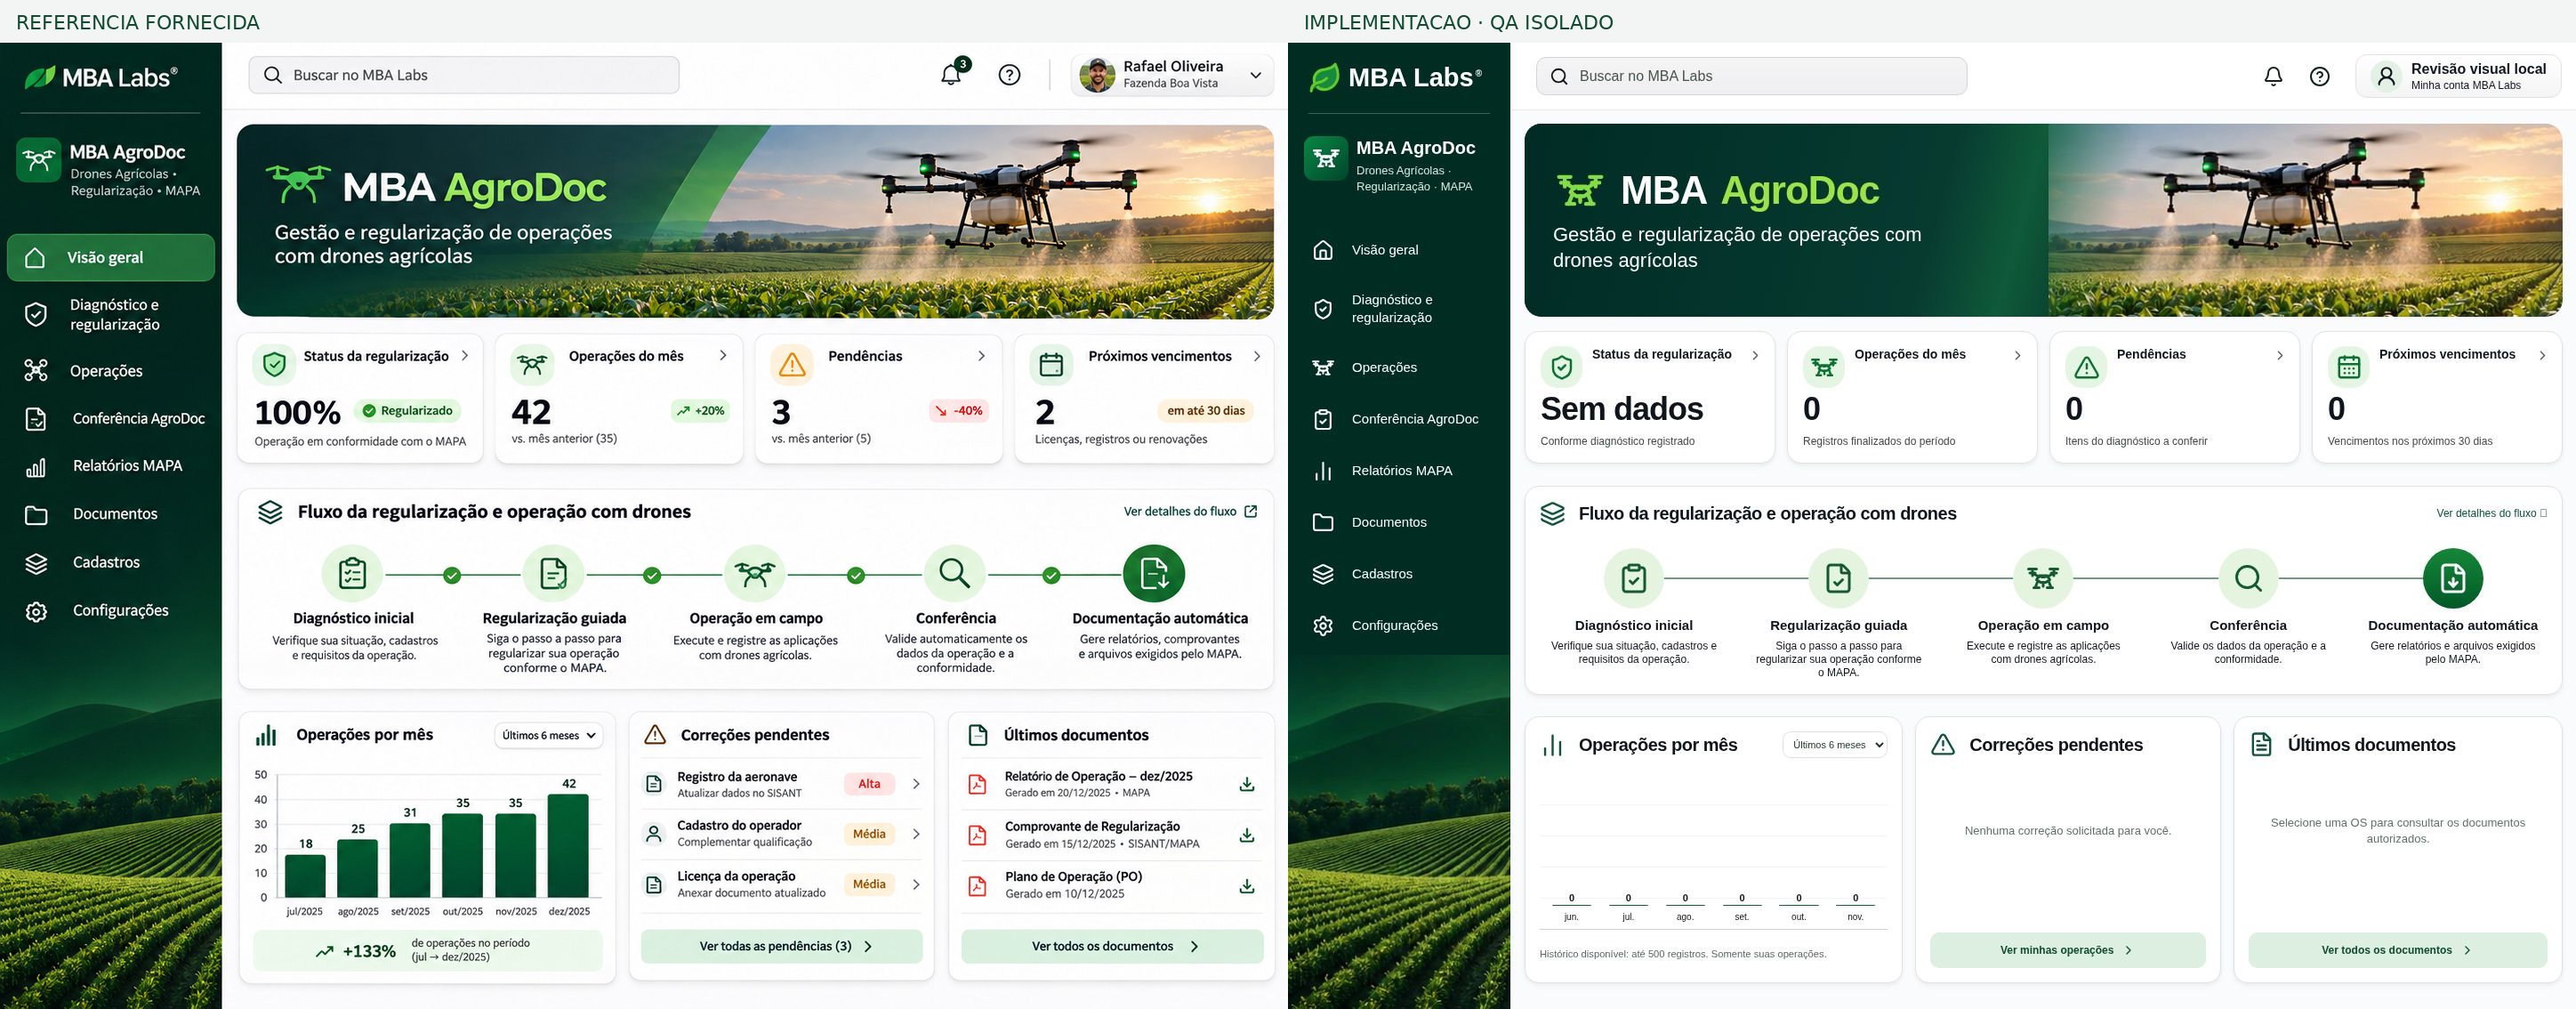 REFERENCIA FORNECIDA
MBA Labs®
MBA AgroDoc
Drones Agrícolas •
Regularização • MAPA
Visão geral
Diagnóstico e
regularização
Operações
Conferência AgroDoc
Relatórios MAPA
Documentos
Cadastros
Configurações
Buscar no MBA Labs
3
Rafael Oliveira
Fazenda Boa Vista
MBA AgroDoc
Gestão e regularização de operações
com drones agrícolas
Status da regularização
100%
Regularizado
Operação em conformidade com o MAPA
Operações do mês
42
+20%
vs. mês anterior (35)
Pendências
3
-40%
vs. mês anterior (5)
Próximos vencimentos
2
em até 30 dias
Licenças, registros ou renovações
Fluxo da regularização e operação com drones
Ver detalhes do fluxo
Diagnóstico inicial
Verifique sua situação, cadastros
e requisitos da operação.
Regularização guiada
Siga o passo a passo para
regularizar sua operação
conforme o MAPA.
Operação em campo
Execute e registre as aplicações
com drones agrícolas.
Conferência
Valide automaticamente os
dados da operação e a
conformidade.
Documentação automática
Gere relatórios, comprovantes
e arquivos exigidos pelo MAPA.
Operações por mês
Últimos 6 meses
50
40
30
20
10
0
18
25
31
35
35
42
jul/2025
ago/2025
set/2025
out/2025
nov/2025
dez/2025
+133%
de operações no período
(jul → dez/2025)
Correções pendentes
Registro da aeronave
Atualizar dados no SISANT
Alta
Cadastro do operador
Complementar qualificação
Média
Licença da operação
Anexar documento atualizado
Média
Ver todas as pendências (3)
Últimos documentos
Relatório de Operação – dez/2025
Gerado em 20/12/2025 • MAPA
Comprovante de Regularização
Gerado em 15/12/2025 • SISANT/MAPA
Plano de Operação (PO)
Gerado em 10/12/2025
Ver todos os documentos
IMPLEMENTACAO · QA ISOLADO
MBA Labs®
MBA AgroDoc
Drones Agrícolas ·
Regularização · MAPA
Visão geral
Diagnóstico e
regularização
Operações
Conferência AgroDoc
Relatórios MAPA
Documentos
Cadastros
Configurações
Buscar no MBA Labs
Revisão visual local
Minha conta MBA Labs
MBA AgroDoc
Gestão e regularização de operações com
drones agrícolas
Status da regularização
Sem dados
Conforme diagnóstico registrado
Operações do mês
0
Registros finalizados do período
Pendências
0
Itens do diagnóstico a conferir
Próximos vencimentos
0
Vencimentos nos próximos 30 dias
Fluxo da regularização e operação com drones
Ver detalhes do fluxo
Diagnóstico inicial
Verifique sua situação, cadastros e
requisitos da operação.
Regularização guiada
Siga o passo a passo para
regularizar sua operação conforme
o MAPA.
Operação em campo
Execute e registre as aplicações
com drones agrícolas.
Conferência
Valide os dados da operação e a
conformidade.
Documentação automática
Gere relatórios e arquivos exigidos
pelo MAPA.
Operações por mês
Últimos 6 meses
0
0
0
0
0
0
jun.
jul.
ago.
set.
out.
nov.
Histórico disponível: até 500 registros. Somente suas operações.
Correções pendentes
Nenhuma correção solicitada para você.
Ver minhas operações
Últimos documentos
Selecione uma OS para consultar os documentos
autorizados.
Ver todos os documentos